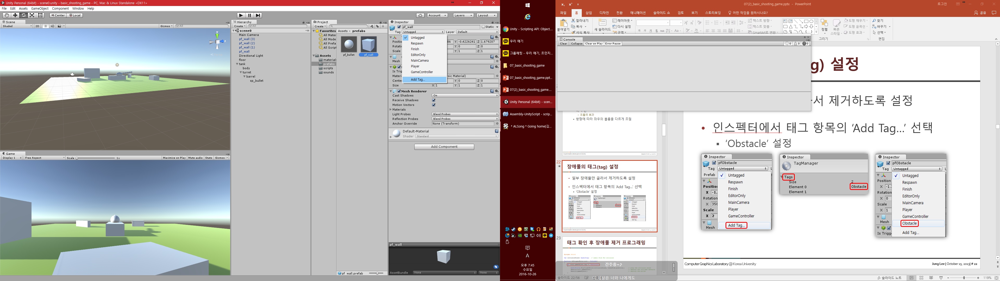 Unity Personal (64bit) - scene0.unity - basic_shooting_game - PC, Mac & Linux Standalone <DX11>
File Edit Assets GameObject Component Window Help
Center Local
Account Layers Layout
Scene
Shaded 2D Gizmos All
Game
Display 1 Free Aspect Scale 1x Maximize on Play Mute audio Stats Gizmos
Hierarchy
Create All
scene0
Main Camera
pf_wall (3)
pf_wall (2)
pf_wall (1)
pf_wall
Directional Light
floor
tank
body
turret
barrel
sp_bullet
Project
Create
Favorites
All Mater
All Mode
All Prefa
All Script
Assets
material
prefabs
scripts
sounds
Assets prefabs
pf_bullet pf_wall
pf_wall.prefab
Inspector
pf_wall Static
Tag Untagged Layer Default
Untagged
Respawn
Finish
EditorOnly
MainCamera
Player
GameController
Add Tag...
Positio 86 Y -0.4226241 Z 1.679207
Rotatio Y 0 Z 0
Scale Y 1 Z 1
Mesh
Is Trig
Materia sic Material)
Center Y 0 Z 0
Size X 1 Y 1 Z 1
Mesh Renderer
Cast Shadows On
Receive Shadows
Motion Vectors
Materials
Light Probes Blend Probes
Reflection Probes Blend Probes
Anchor Override None (Transform)
Default-Material
Shader Standard
Add Component
pf_wall
AssetBundle None None
Unity - Scripting API: Object....
우리 얘기
그룹채팅 - 우리 얘기, 조민지...
07_basic_shooting_game
07_basic_shooting_game.ppt...
07(2)_basic_shooting_game....
Unity Personal (64bit) - scen...
Assembly-UnityScript - scrip...
* ALSong * Going home[김...
A
오후 7:45
수요일
2016-10-26
07(2)_basic_shooting_game.pptx - PowerPoint
로그인
파일 홈 삽입 디자인 전환 애니메이션 슬라이드 쇼 검토 보기 스토리보딩 어떤 작업을 원하시나요? 공유
붙여넣기 잘라내기 복사 서식 복사
새 슬라이드 레이아웃 다시 설정 구역
텍스트 방향 텍스트 맞춤 SmartArt로 변환
정렬 빠른 스타일 도형 채우기 도형 윤곽선 도형 효과
찾기 바꾸기 선택
그리기 편집
Console
Clear Collapse Clear on Play Error Pause 0 0 0
도플러 효과
방향에 따라 좌우의 볼륨을 다르게 조절
22
장애물의 태그(tag) 설정
일부 장애물만 골라서 제거하도록 설정
인스펙터에서 태그 항목의 'Add Tag...' 선택
'Obstacle' 설정
23
태그 확인 후 장애물 제거 프로그래밍
간주중~♪
세상은 너와 나에게도
슬라이드 22/56
g) 설정
서 제거하도록 설정
인스펙터에서 태그 항목의 'Add Tag...' 선택
'Obstacle' 설정
Inspector
pfObstacle
Tag Untagged
Prefab
Untagged
Respawn
Finish
EditorOnly
MainCamera
Player
GameController
Add Tag...
Position
X -1.
Rotation
X 358
Scale
X 2
Mesh
Inspector
TagManager
Tags
Size 2
Element 0 Obstacle
Element 1
Inspector
pfObstacle
Tag Untagged
Untagged
Respawn
Finish
EditorOnly
MainCamera
Player
GameController
Obstacle
Add Tag...
Position
X -1.
Rotation
X 0
Scale
X 1
Mesh
Is Trigge
Computer Graphics Laboratory @ Korea University
Jung Lee | October 15, 2013 | # 22
슬라이드 노트 119%